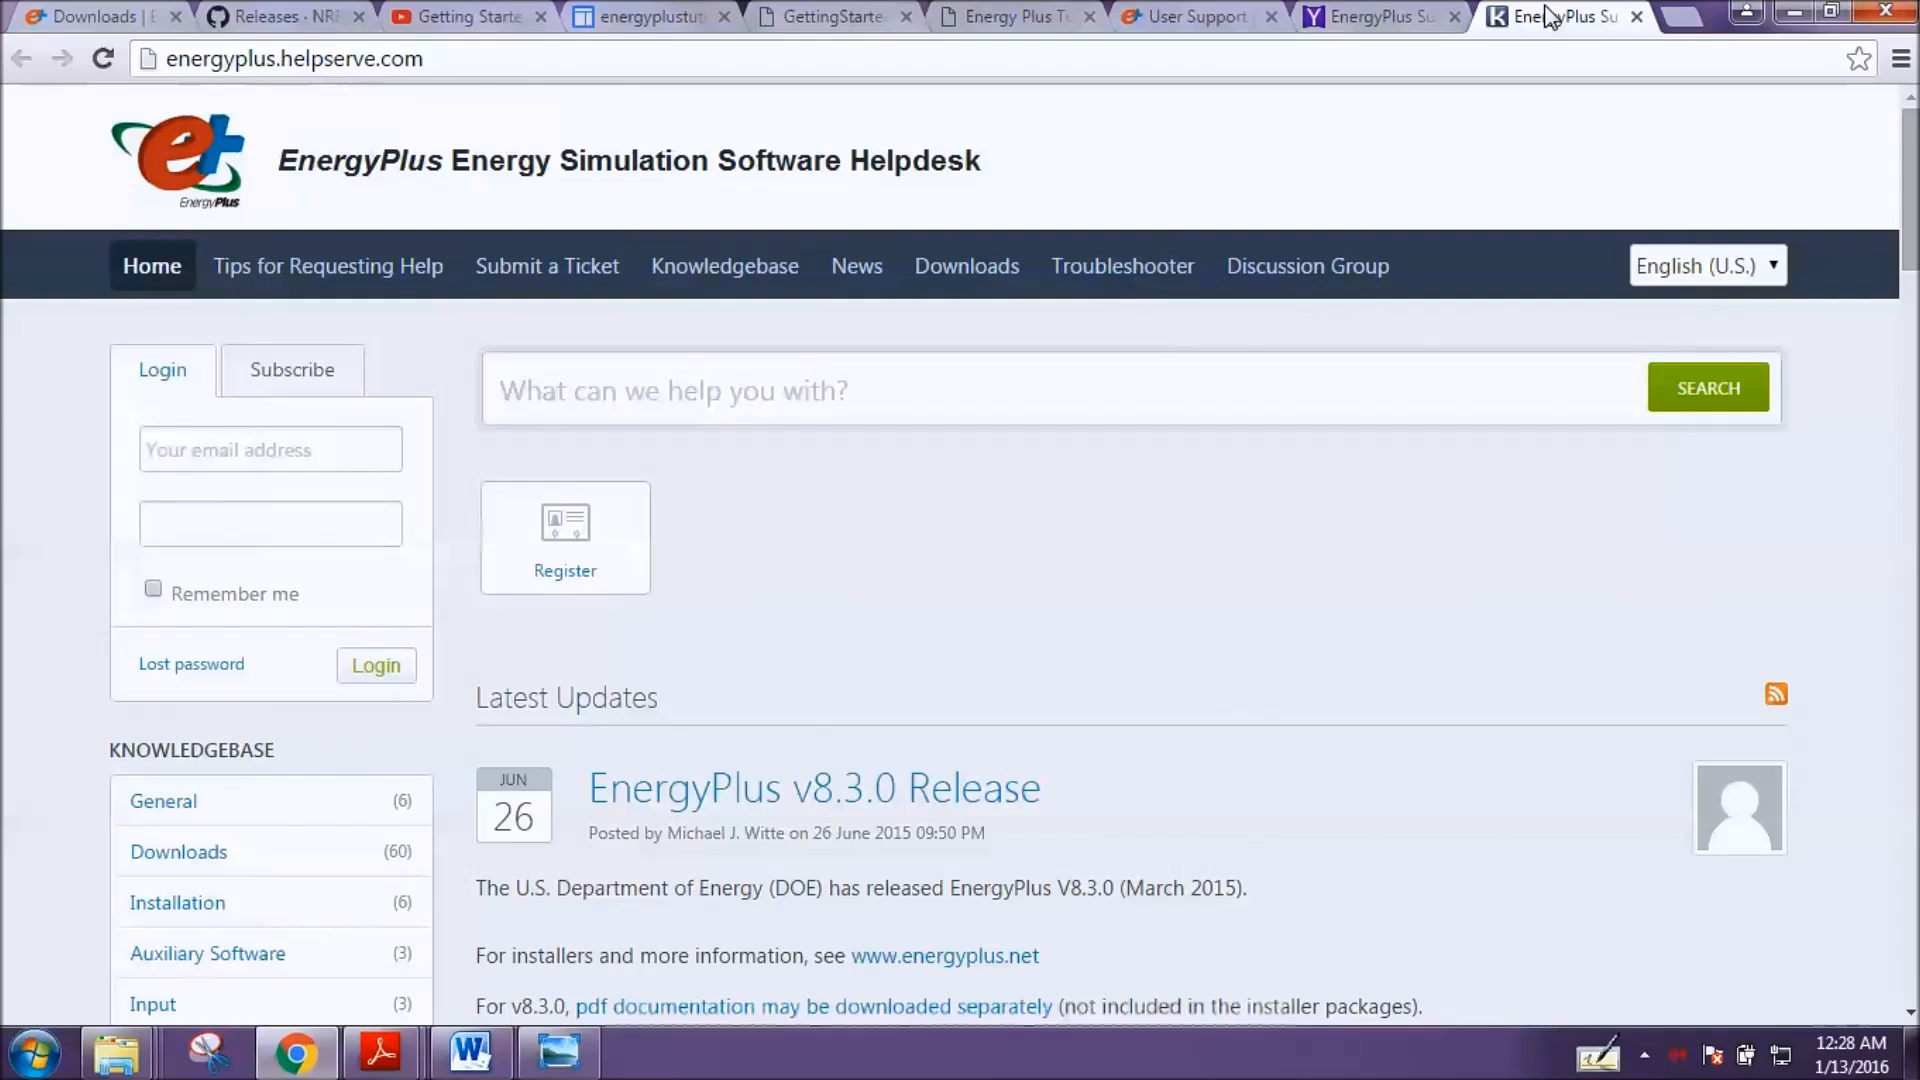 Downloads | E
Releases · NRE
Getting Starte
energyplustut
GettingStarte
Energy Plus Tu
User Support
EnergyPlus Su
EnergyPlus Su
energyplus.helpserve.com
et
EnergyPlus
EnergyPlus Energy Simulation Software Helpdesk
Home Tips for Requesting Help Submit a Ticket Knowledgebase News Downloads Troubleshooter Discussion Group English (U.S.)
Login Subscribe
What can we help you with? SEARCH
Your email address
Register
Remember me
Lost password Login
Latest Updates
KNOWLEDGEBASE
General (6)
Downloads (60)
Installation (6)
Auxiliary Software (3)
Input (3)
JUN
26
EnergyPlus v8.3.0 Release
Posted by Michael J. Witte on 26 June 2015 09:50 PM
The U.S. Department of Energy (DOE) has released EnergyPlus V8.3.0 (March 2015).
For installers and more information, see www.energyplus.net
For v8.3.0, pdf documentation may be downloaded separately (not included in the installer packages).
12:28 AM
1/13/2016